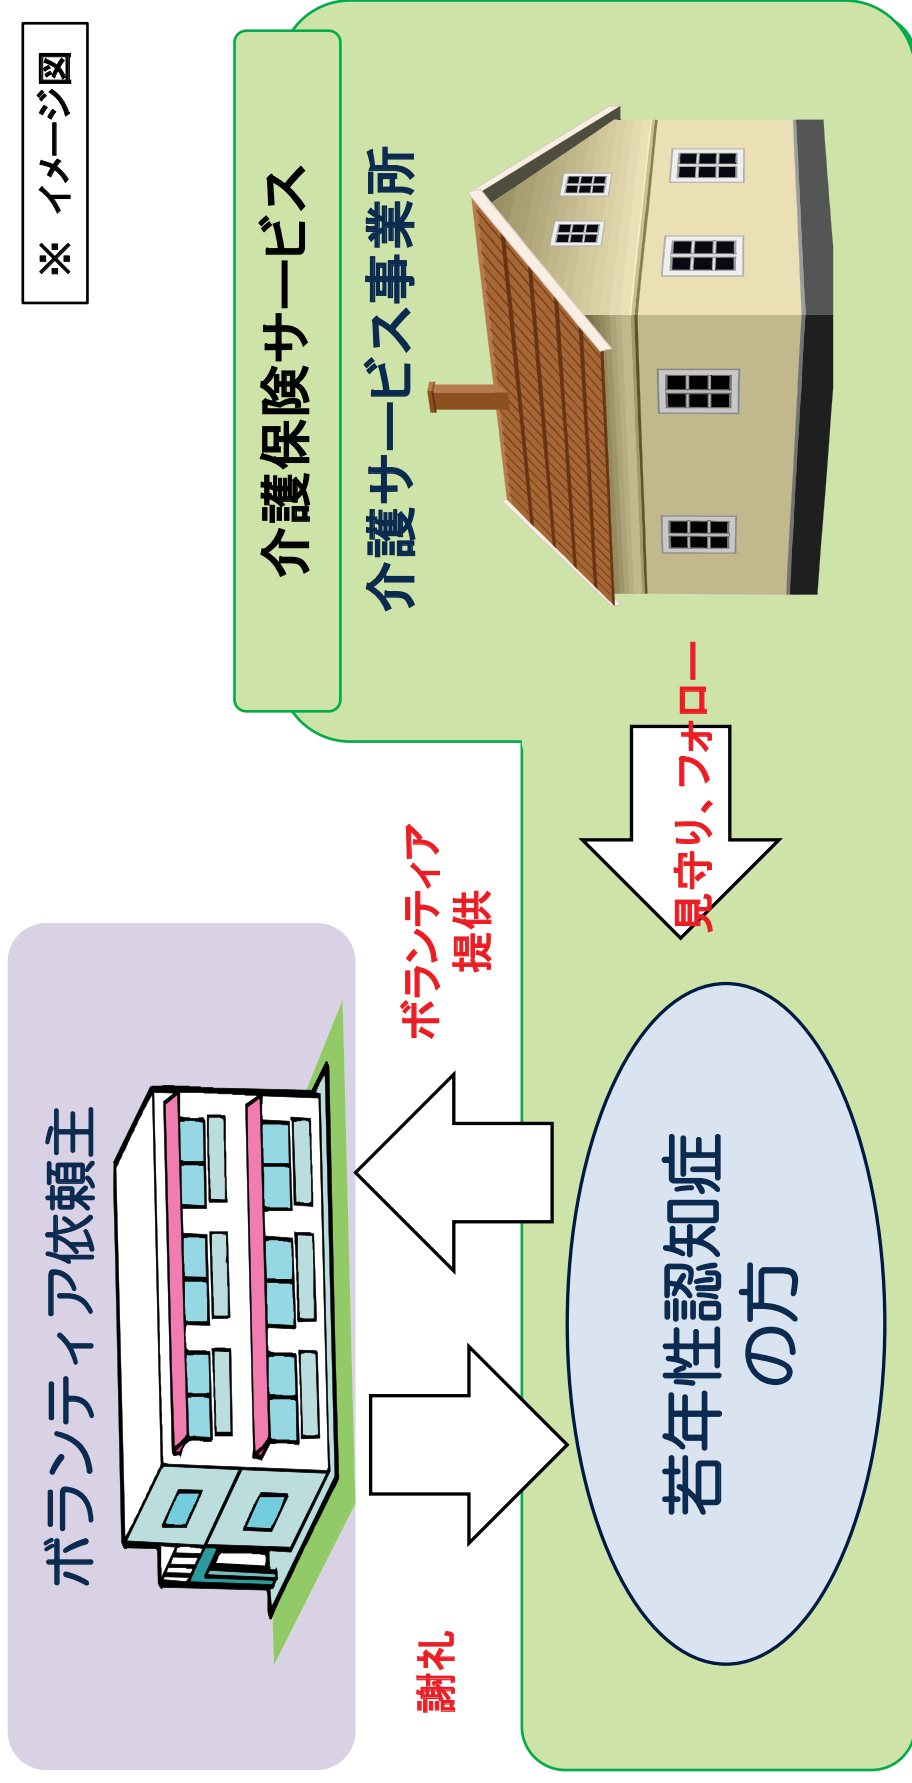 ※ イメージ図
介護保険サービス
介護サービス事業所
見守り、フォロー
ボランティア依頼主
ボランティア
提供
謝礼
若年性認知症
の方